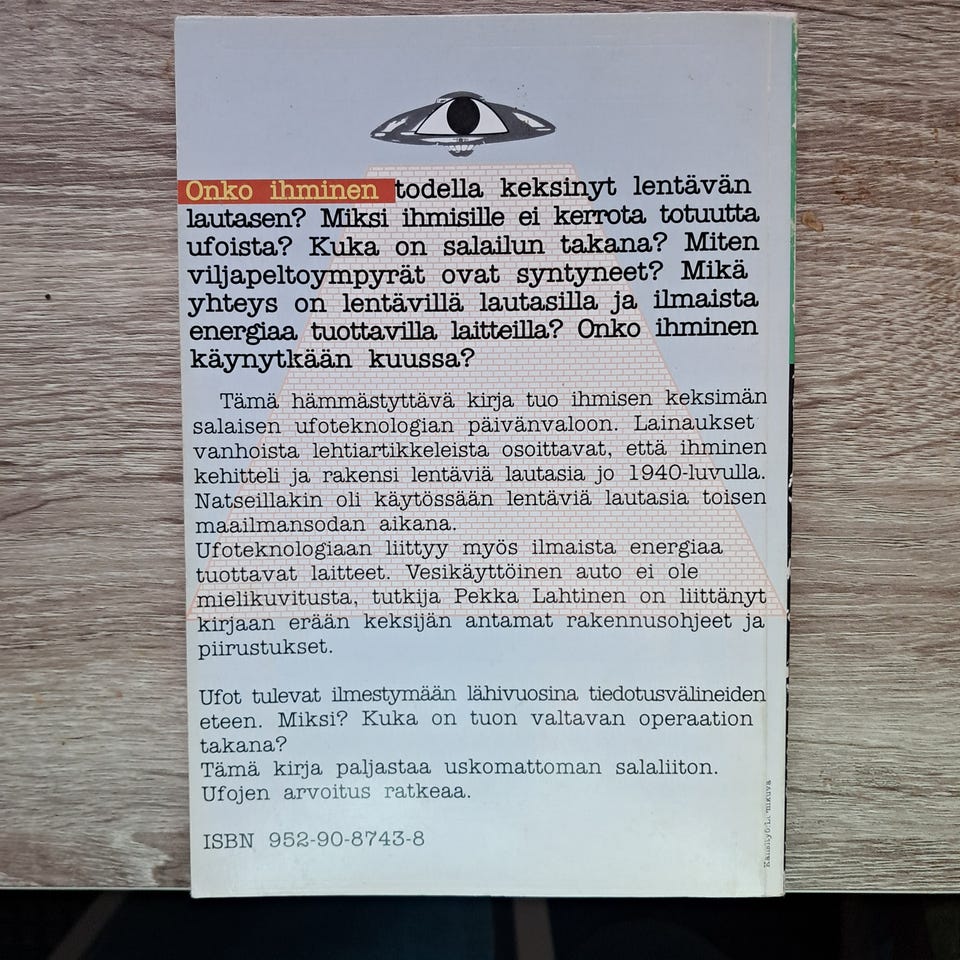 Onko ihminen todella keksinyt lentävän
lautasen? Miksi ihmisille ei kerrota totuutta
ufoista? Kuka on salailun takana? Miten
viljapeltoympyrät ovat syntyneet? Mikä
yhteys on lentävillä lautasilla ja ilmaista
energiaa tuottavilla laitteilla? Onko ihminen
käynytkään kuussa?
Tämä hämmästyttävä kirja tuo ihmisen keksimän
salaisen ufoteknologian päivänvaloon. Lainaukset
vanhoista lehtiartikkeleista osoittavat, että ihminen
kehitteli ja rakensi lentäviä lautasia jo 1940-luvulla.
Natseillakin oli käytössään lentäviä lautasia toisen
maailmansodan aikana.
Ufoteknologiaan liittyy myös ilmaista energiaa
tuottavat laitteet. Vesikäyttöinen auto ei ole
mielikuvitusta, tutkija Pekka Lahtinen on liittänyt
kirjaan erään keksijän antamat rakennusohjeet ja
piirustukset.
Ufot tulevat ilmestymään lähivuosina tiedotusvälineiden
eteen. Miksi? Kuka on tuon valtavan operaation
takana?
Tämä kirja paljastaa uskomattoman salaliiton.
Ufojen arvoitus ratkeaa.
ISBN 952-90-8743-8